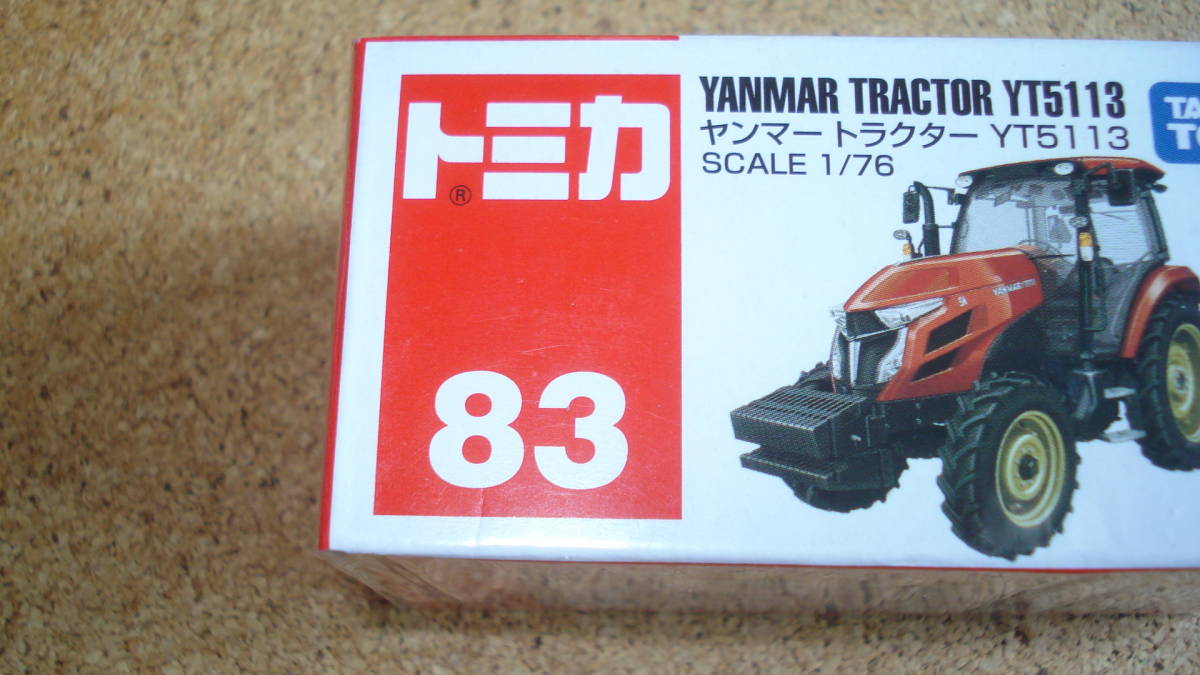 トミカ
®
83
YANMAR TRACTOR YT5113
ヤンマー トラクター YT5113
SCALE 1/76